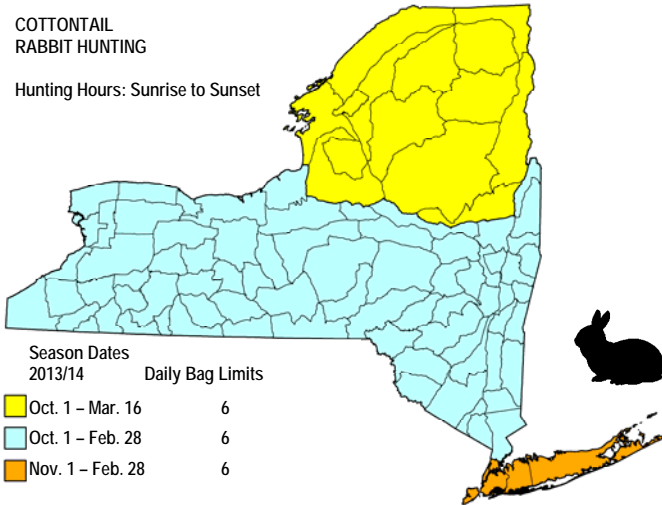 COTTONTAIL
RABBIT HUNTING
Hunting Hours: Sunrise to Sunset
Season Dates
2013/14 Daily Bag Limits
Oct. 1 – Mar. 16 6
Oct. 1 – Feb. 28 6
Nov. 1 – Feb. 28 6